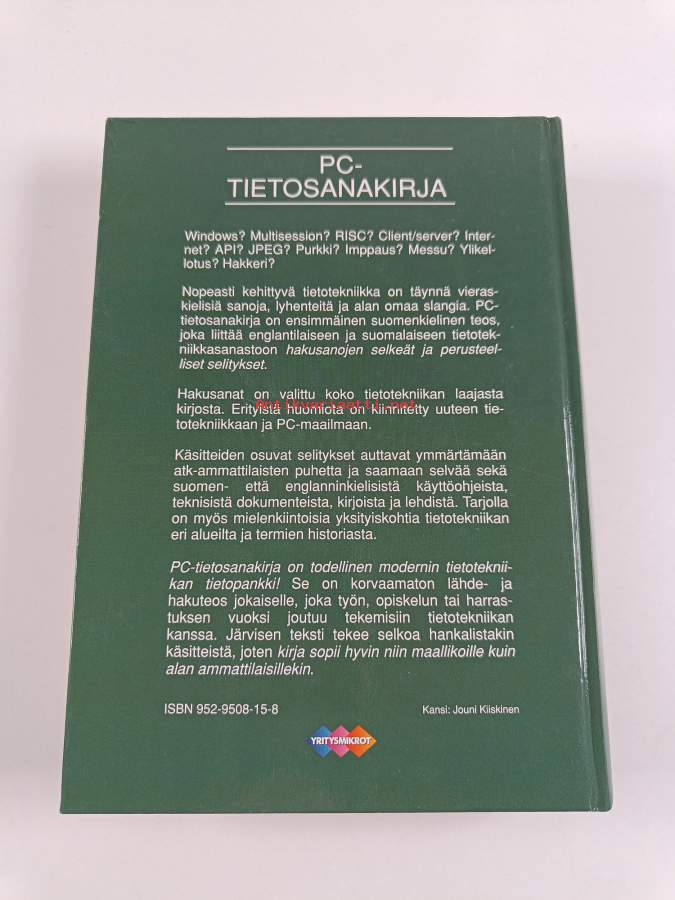 PC-
TIETOSANAKIRJA
Windows? Multisession? RISC? Client/server? Inter-
net? API? JPEG? Purkki? Imppaus? Messu? Ylikel-
lotus? Hakkeri?
Nopeasti kehittyvä tietotekniikka on täynnä vieras-
kielisiä sanoja, lyhenteitä ja alan omaa slangia. PC-
tietosanakirja on ensimmäinen suomenkielinen teos,
joka liittää englantilaiseen ja suomalaiseen tietotek-
niikkasanastoon hakusanojen selkeät ja perusteel-
liset selitykset.
Hakusanat on valittu koko tietotekniikan laajasta
Antikvariaatti.net
kirjosta. Erityistä huomiota on kiinnitetty uuteen tie-
totekniikkaan ja PC-maailmaan.
Käsitteiden osuvat selitykset auttavat ymmärtämään
atk-ammattilaisten puhetta ja saamaan selvää sekä
suomen- että englanninkielisistä käyttöohjeista,
teknisistä dokumenteista, kirjoista ja lehdistä. Tarjolla
on myös mielenkiintoisia yksityiskohtia tietotekniikan
eri alueilta ja termien historiasta.
PC-tietosanakirja on todellinen modernin tietotekni-
ikan tietopankki! Se on korvaamaton lähde- ja
hakuteos jokaiselle, joka työn, opiskelun tai harras-
tuksen vuoksi joutuu tekemisiin tietotekniikan
kanssa. Järvisen teksti tekee selkoa hankalistakin
käsitteistä, joten kirja sopii hyvin niin maallikoille kuin
alan ammattilaisillekin.
ISBN 952-9508-15-8
Kansi: Jouni Kiiskinen
YRITYSMIKROT